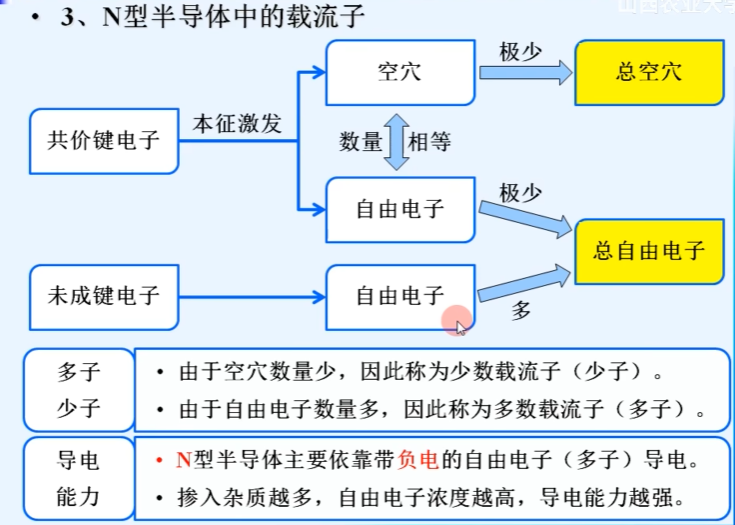 山西农业大学
• 3、N型半导体中的载流子
空穴
极少
总空穴
共价键电子
本征激发
数量 相等
自由电子
极少
总自由电子
未成键电子
自由电子
多
多子
少子
• 由于空穴数量少，因此称为少数载流子（少子）。
• 由于自由电子数量多，因此称为多数载流子（多子）。
导电
能力
• N型半导体主要依靠带负电的自由电子（多子）导电。
• 掺入杂质越多，自由电子浓度越高，导电能力越强。